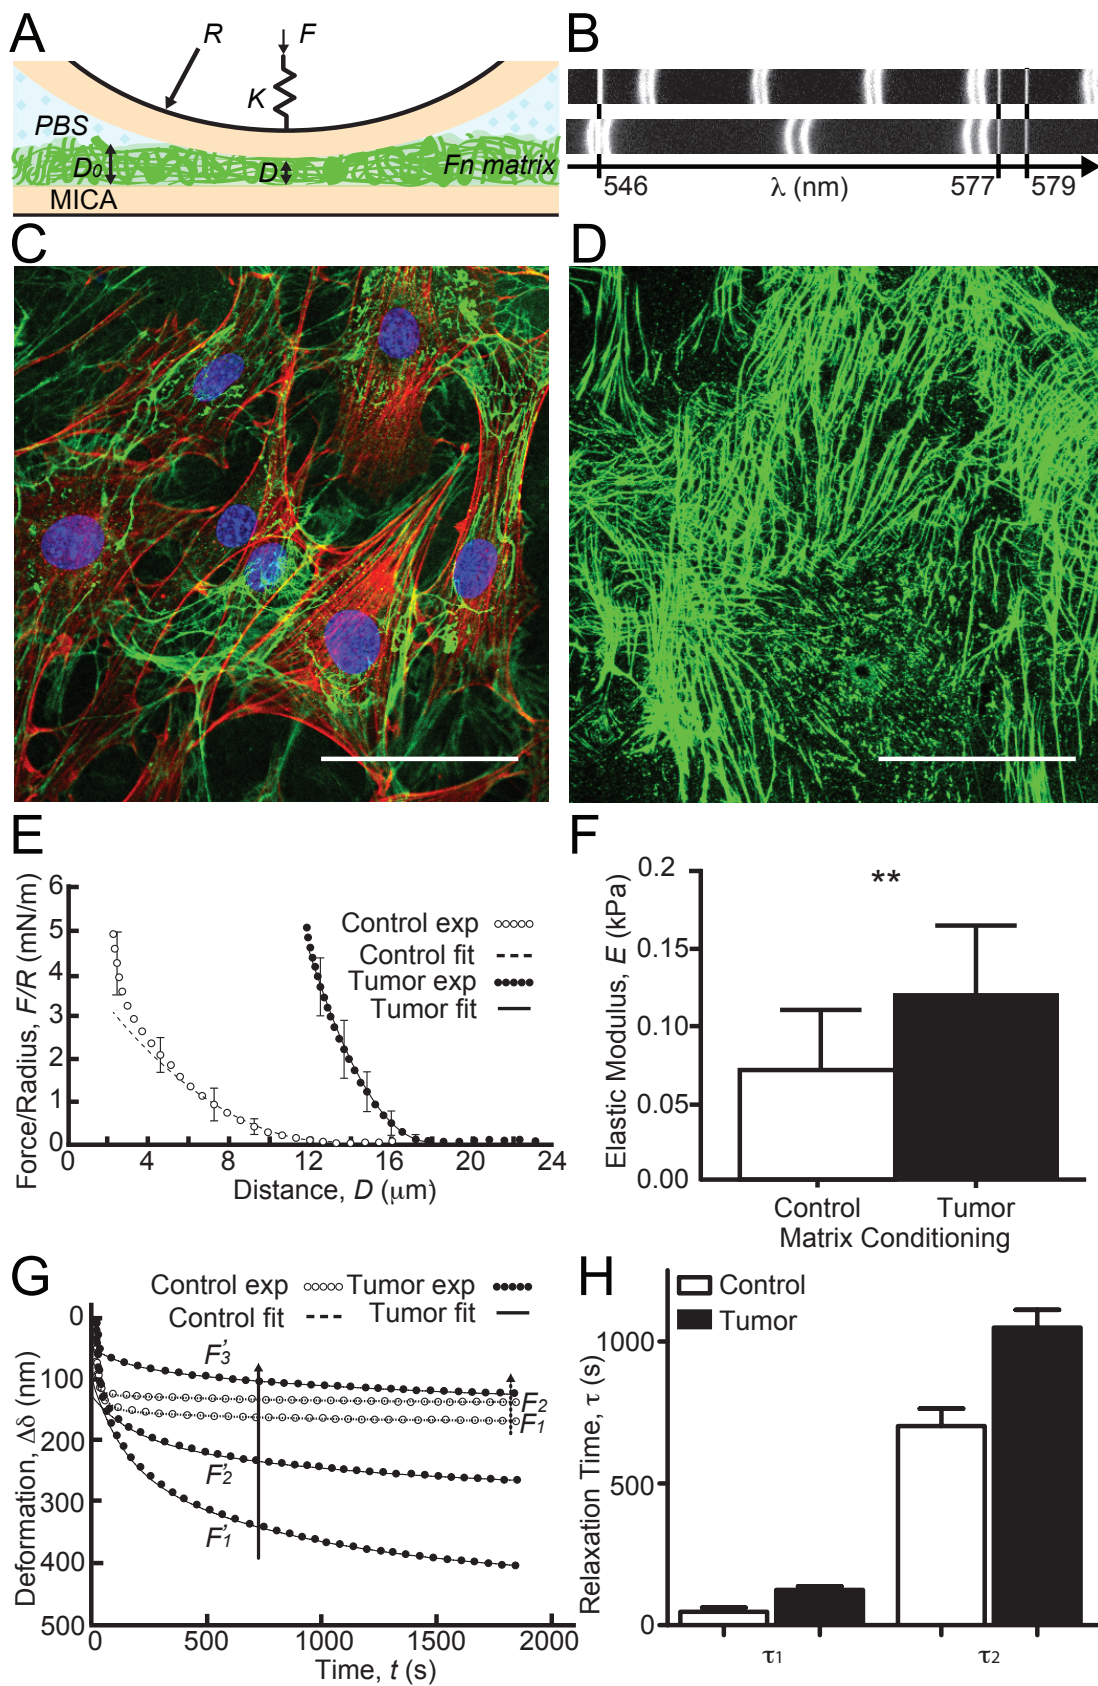 A
R
F
K
PBS
D0
D
Fn matrix
MICA
B
546
λ (nm)
577
579
C
D
E
Force/Radius, F/R (mN/m)
6
5
4
3
2
1
0
Control exp
Control fit
Tumor exp
Tumor fit
0 4 8 12 16 20 24
Distance, D (μm)
F
Elastic Modulus, E (kPa)
0.2
0.15
0.10
0.05
0.00
**
Control
Tumor
Matrix Conditioning
G
Control exp
Tumor exp
Control fit
Tumor fit
Deformation, Δδ (nm)
0
100
200
300
400
500
F'3
F2
F1
F'2
F'1
0 500 1000 1500 2000
Time, t (s)
H
Control
Tumor
Relaxation Time, τ (s)
1000
500
0
τ1
τ2